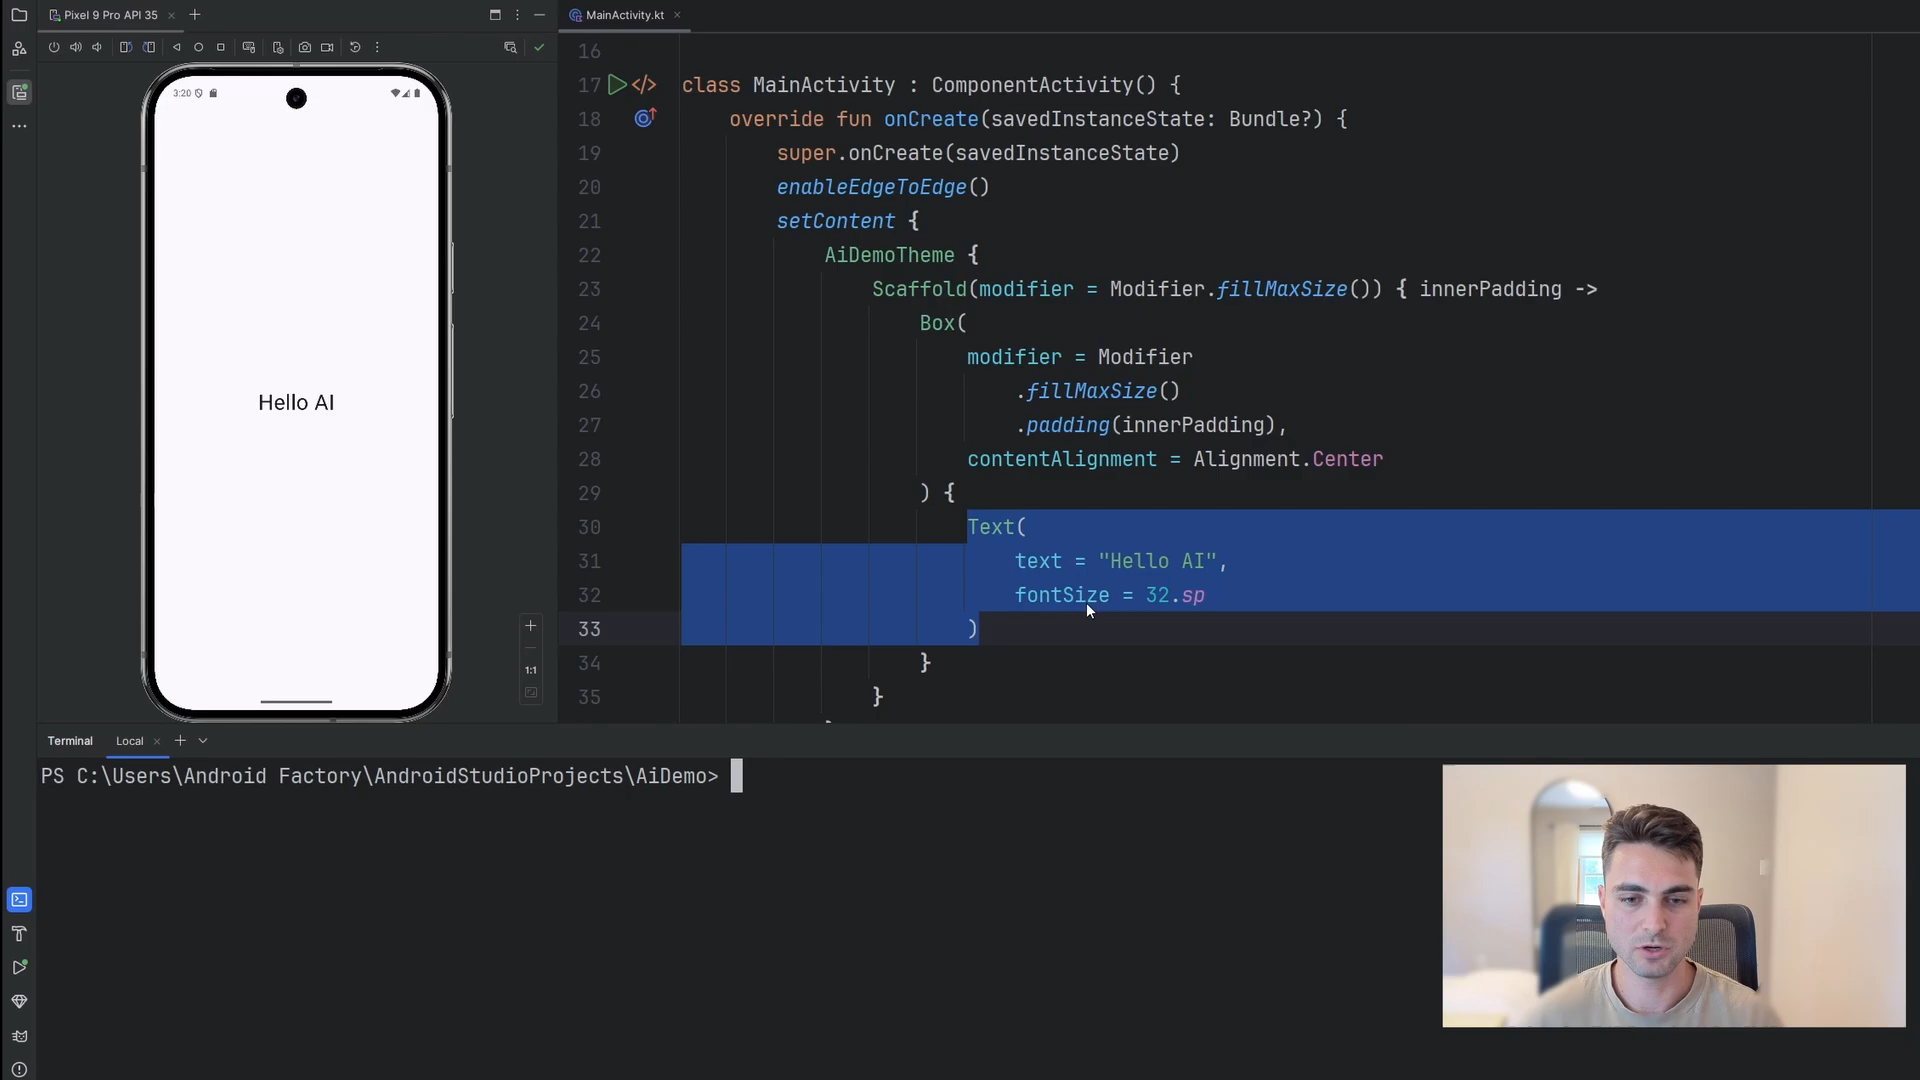 Pixel 9 Pro API 35
MainActivity.kt
3:20
Hello AI
1:1
16
17 class MainActivity : ComponentActivity() {
18 override fun onCreate(savedInstanceState: Bundle?) {
19 super.onCreate(savedInstanceState)
20 enableEdgeToEdge()
21 setContent {
22 AiDemoTheme {
23 Scaffold(modifier = Modifier.fillMaxSize()) { innerPadding ->
24 Box(
25 modifier = Modifier
26 .fillMaxSize()
27 .padding(innerPadding),
28 contentAlignment = Alignment.Center
29 ) {
30 Text(
31 text = "Hello AI",
32 fontSize = 32.sp
33 )
34 }
35 }
Terminal Local
PS C:\Users\Android Factory\AndroidStudioProjects\AiDemo>